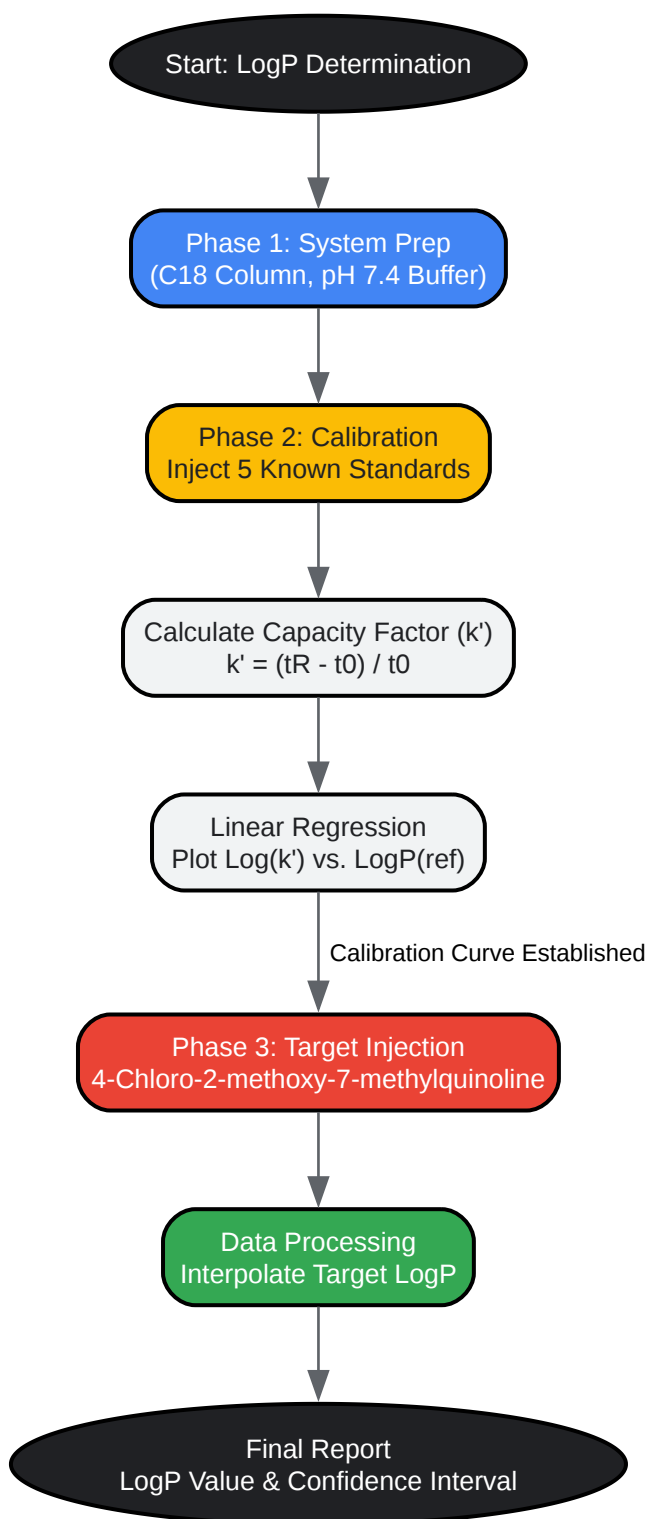 Start: LogP Determination
Phase 1: System Prep
(C18 Column, pH 7.4 Buffer)
Phase 2: Calibration
Inject 5 Known Standards
Calculate Capacity Factor (k')
k' = (tR - t0) / t0
Linear Regression
Plot Log(k') vs. LogP(ref)
Calibration Curve Established
Phase 3: Target Injection
4-Chloro-2-methoxy-7-methylquinoline
Data Processing
Interpolate Target LogP
Final Report
LogP Value & Confidence Interval